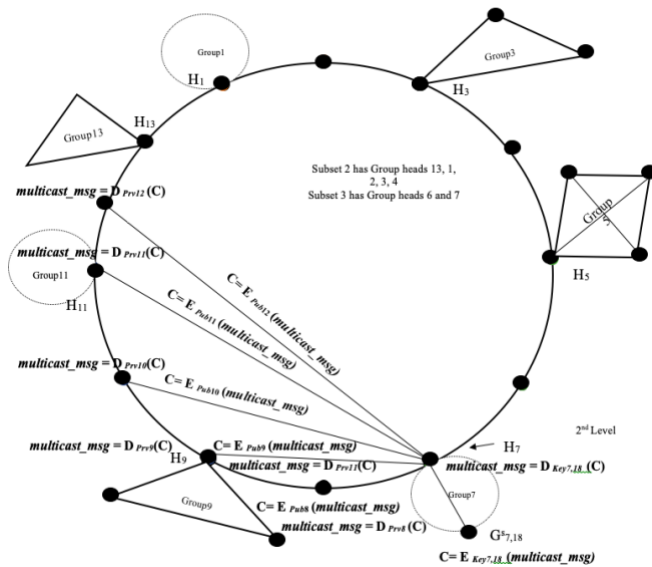 Group1
Group3
H1
H3
H13
Group13
Subset 2 has Group heads 13, 1,
2, 3, 4
Subset 3 has Group heads 6 and 7
multicast_msg = D Prv12 (C)
Group
5
multicast_msg = D Prv11(C)
Group11
H5
H11
C= E Pub12 (multicast_msg)
C= E Pub11 (multicast_msg)
multicast_msg = D Prv10(C)
C= E Pub10 (multicast_msg)
2nd Level
H7
multicast_msg = D Prv9(C)
H9
C= E Pub9 (multicast_msg)
multicast_msg = D Prv11(C)
multicast_msg = D Key7,18 (C)
Group7
Group9
C= E Pub8 (multicast_msg)
multicast_msg = D Prv8(C)
Gs7,18
C= E Key7,18 (multicast_msg)